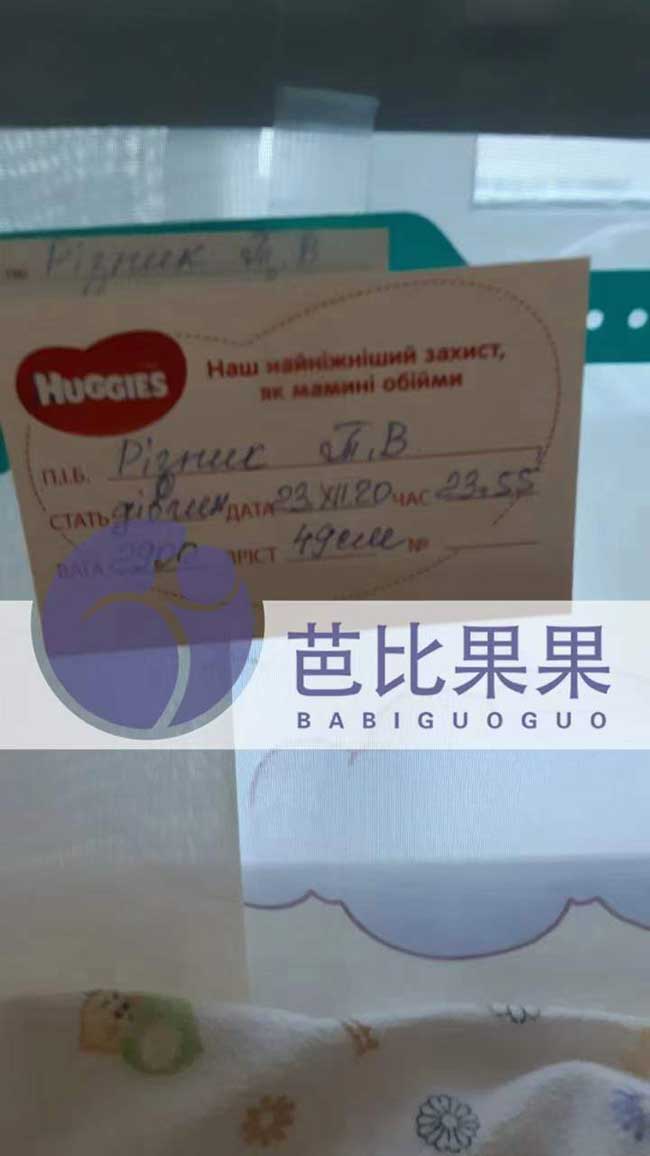 Різник Т. В
HUGGIES
Наш найніжніший захист,
як мамині обійми
П.І.Б. Різник Т. В
СТАТЬ дівчин ДАТА 23. XII. 20 ЧАС 23.55
ВАГА 2900 ЗРІСТ 49см №
芭比果果
BABIGUOGUO